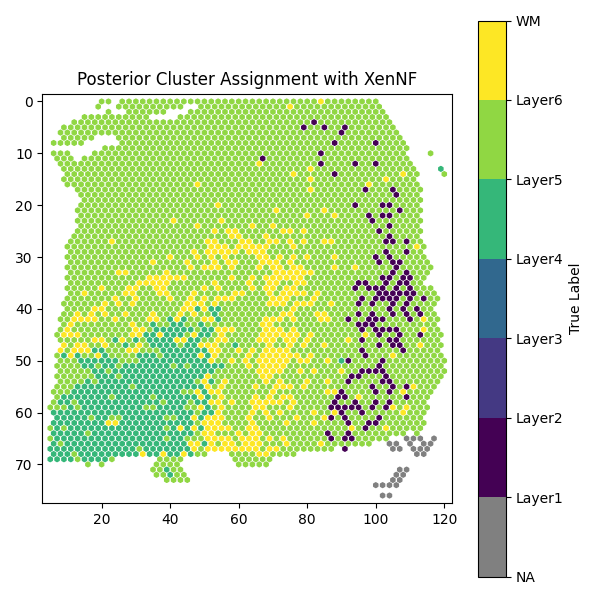 Posterior Cluster Assignment with XenNF
0
10
20
30
40
50
60
70
20
40
60
80
100
120
WM
Layer6
Layer5
Layer4
Layer3
Layer2
Layer1
NA
True Label